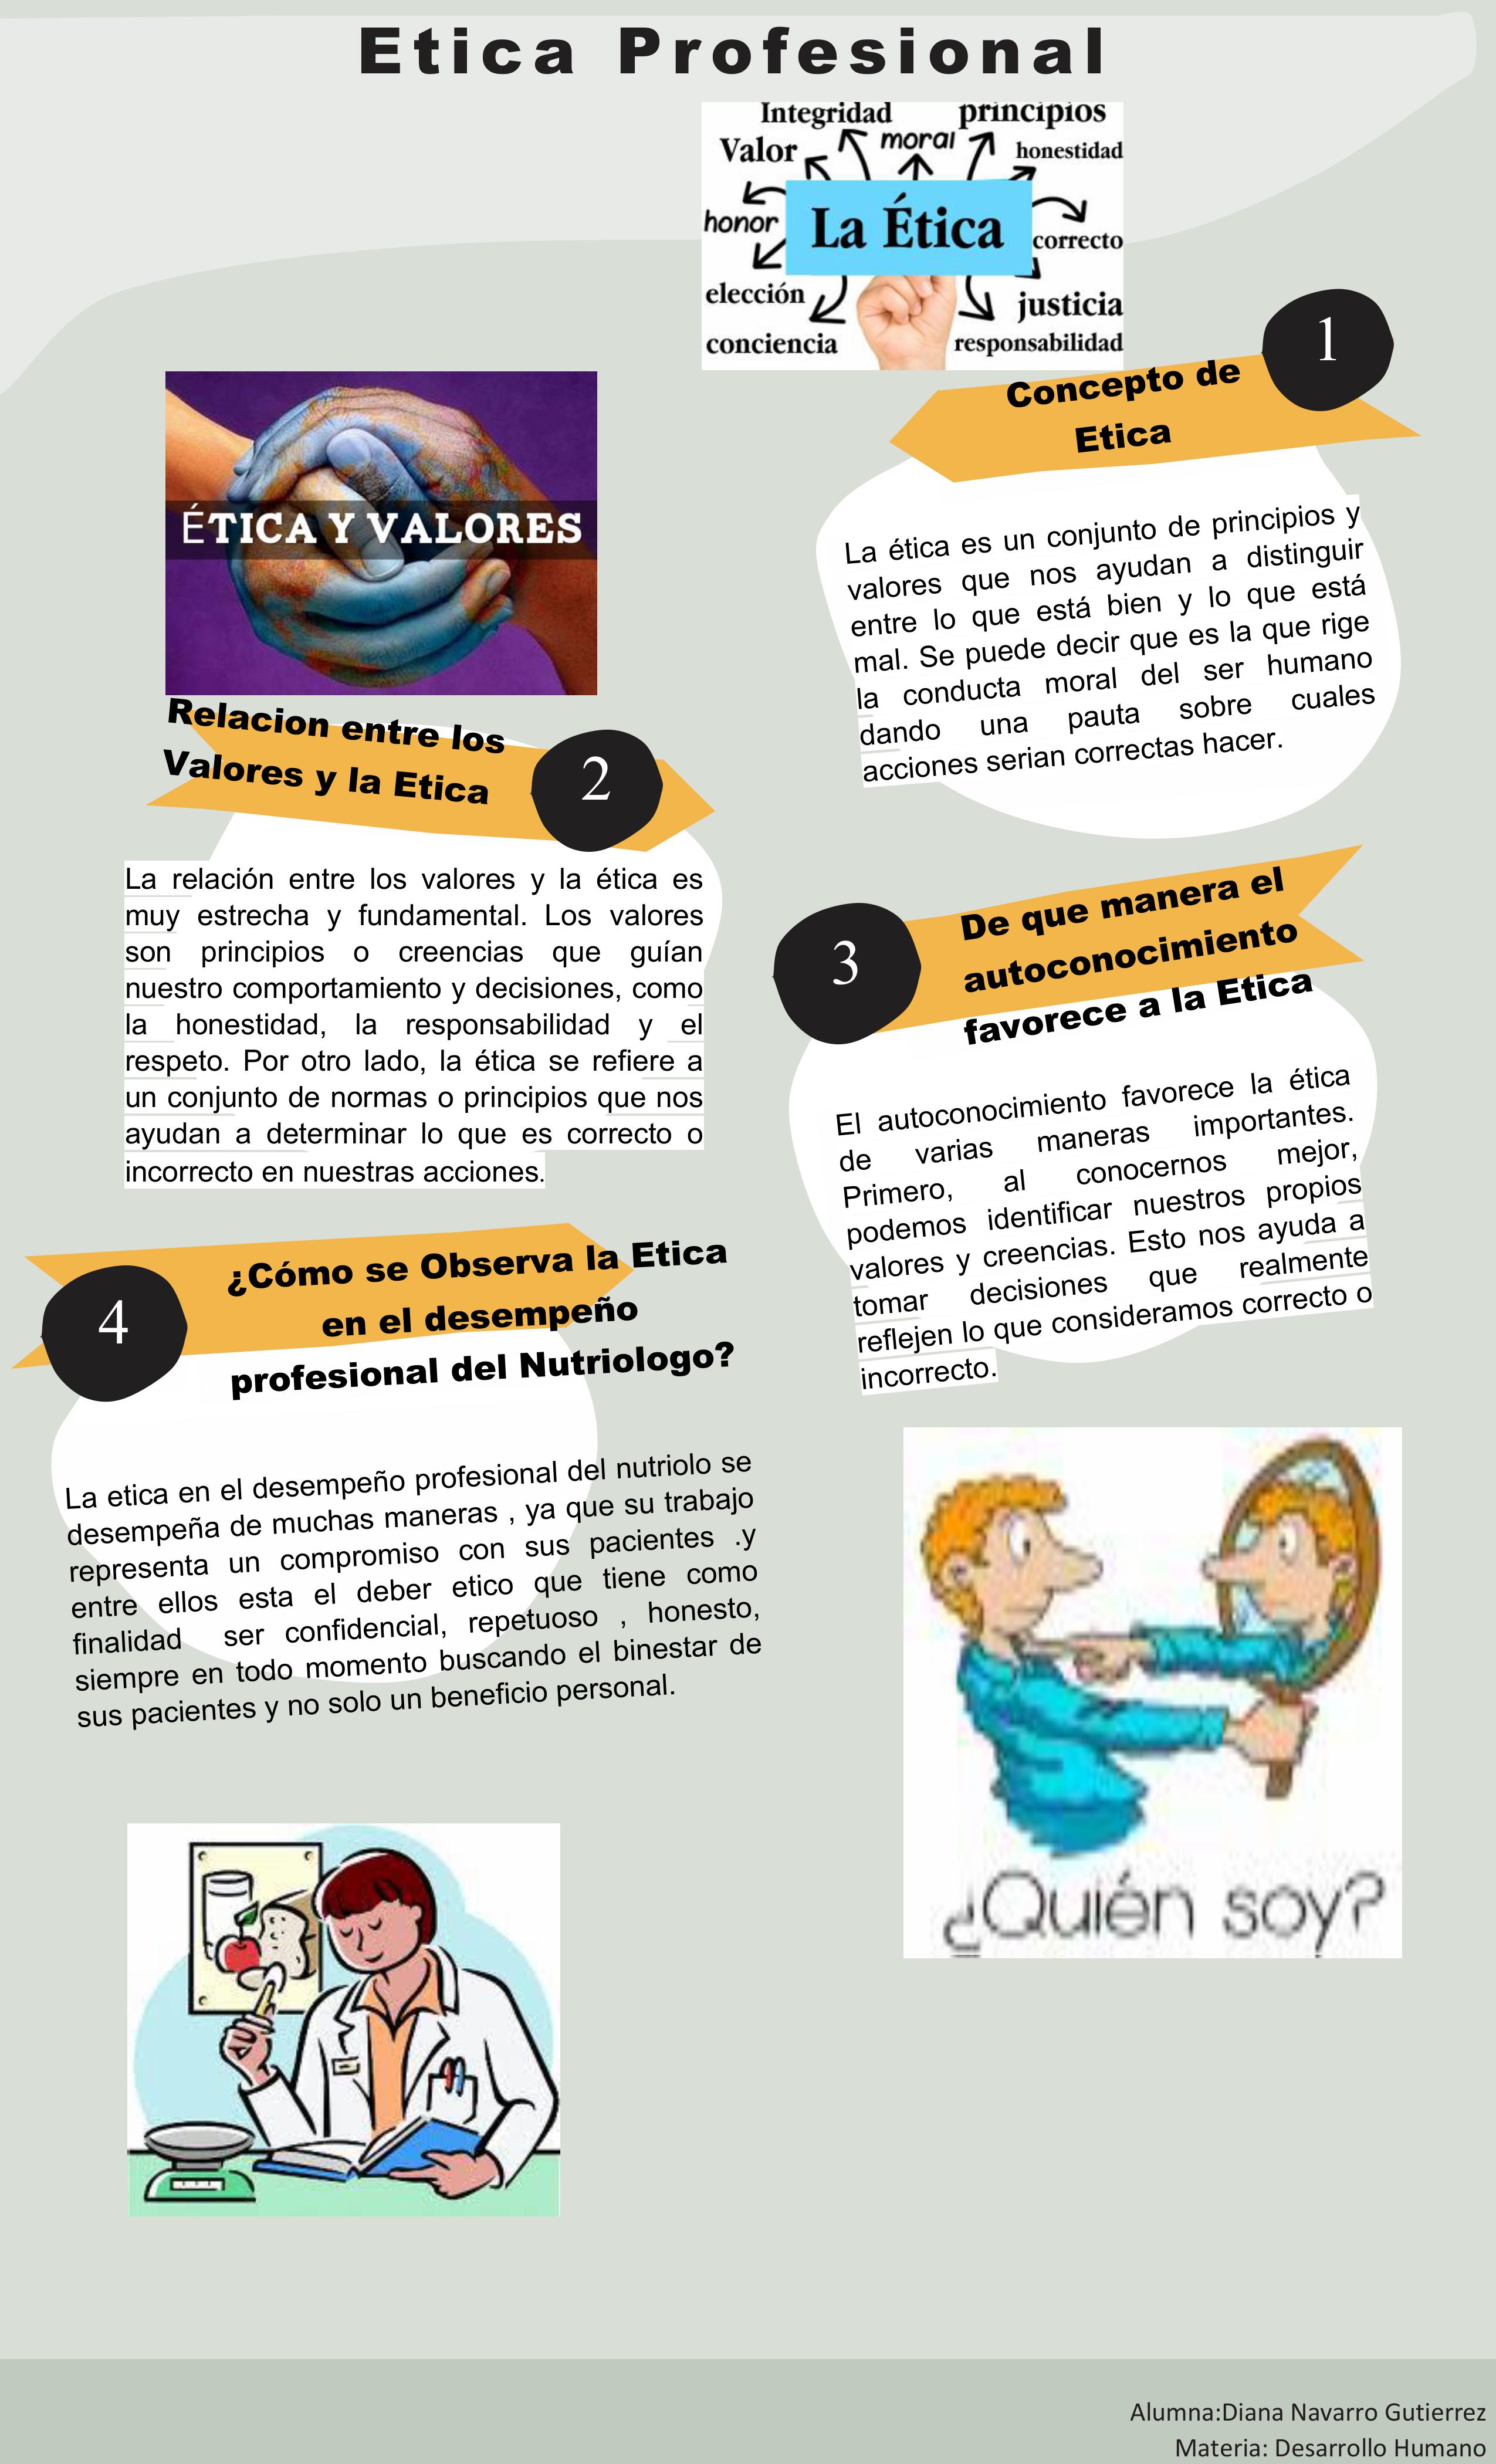 Etica Profesional
Integridad
principios
Valor
moral
honestidad
honor
La Ética
correcto
elección
justicia
conciencia
responsabilidad
1
Concepto de
Etica
La ética es un conjunto de principios y
valores que nos ayudan a distinguir
entre lo que está bien y lo que está
mal. Se puede decir que es la que rige
la conducta moral del ser humano
dando una pauta sobre cuales
acciones serian correctas hacer.
ÉTICA Y VALORES
Relacion entre los
Valores y la Etica
2
La relación entre los valores y la ética es
muy estrecha y fundamental. Los valores
son principios o creencias que guían
nuestro comportamiento y decisiones, como
la honestidad, la responsabilidad y el
respeto. Por otro lado, la ética se refiere a
un conjunto de normas o principios que nos
ayudan a determinar lo que es correcto o
incorrecto en nuestras acciones.
3
De que manera el
autoconocimiento
favorece a la Etica
El autoconocimiento favorece la ética
de varias maneras importantes.
Primero, al conocernos mejor,
podemos identificar nuestros propios
valores y creencias. Esto nos ayuda a
tomar decisiones que realmente
reflejen lo que consideramos correcto o
incorrecto.
4
¿Cómo se Observa la Etica
en el desempeño
profesional del Nutriologo?
La etica en el desempeño profesional del nutriolo se
desempeña de muchas maneras , ya que su trabajo
representa un compromiso con sus pacientes .y
entre ellos esta el deber etico que tiene como
finalidad ser confidencial, repetuoso , honesto,
siempre en todo momento buscando el binestar de
sus pacientes y no solo un beneficio personal.
¿Quién soy?
Alumna:Diana Navarro Gutierrez
Materia: Desarrollo Humano